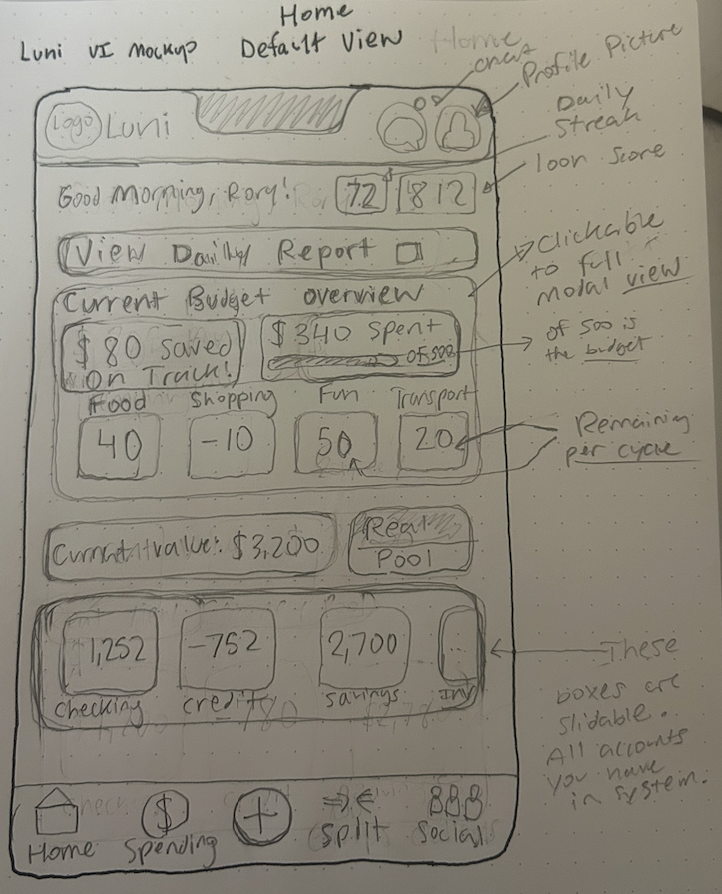 Home
Luni UI Mockup Default View Home
Chat
Profile Picture
Daily
Streak
loon score
Logo Luni
Good Morning, Rory! 72 812
View Daily Report
Clickable
to full
modal view
Current Budget overview
$80 saved
On Track!
$340 spent
of 500
of 500 is
the budget
Food Shopping Fun Transport
40 -10 50 20
Remaining
per cycle
Current value: $3,200
Real
Pool
1,252 -752 2,700 ...
Checking credit savings Inv
These
boxes are
slidable.
All accounts
you have
in system.
Home Spending + Split Social